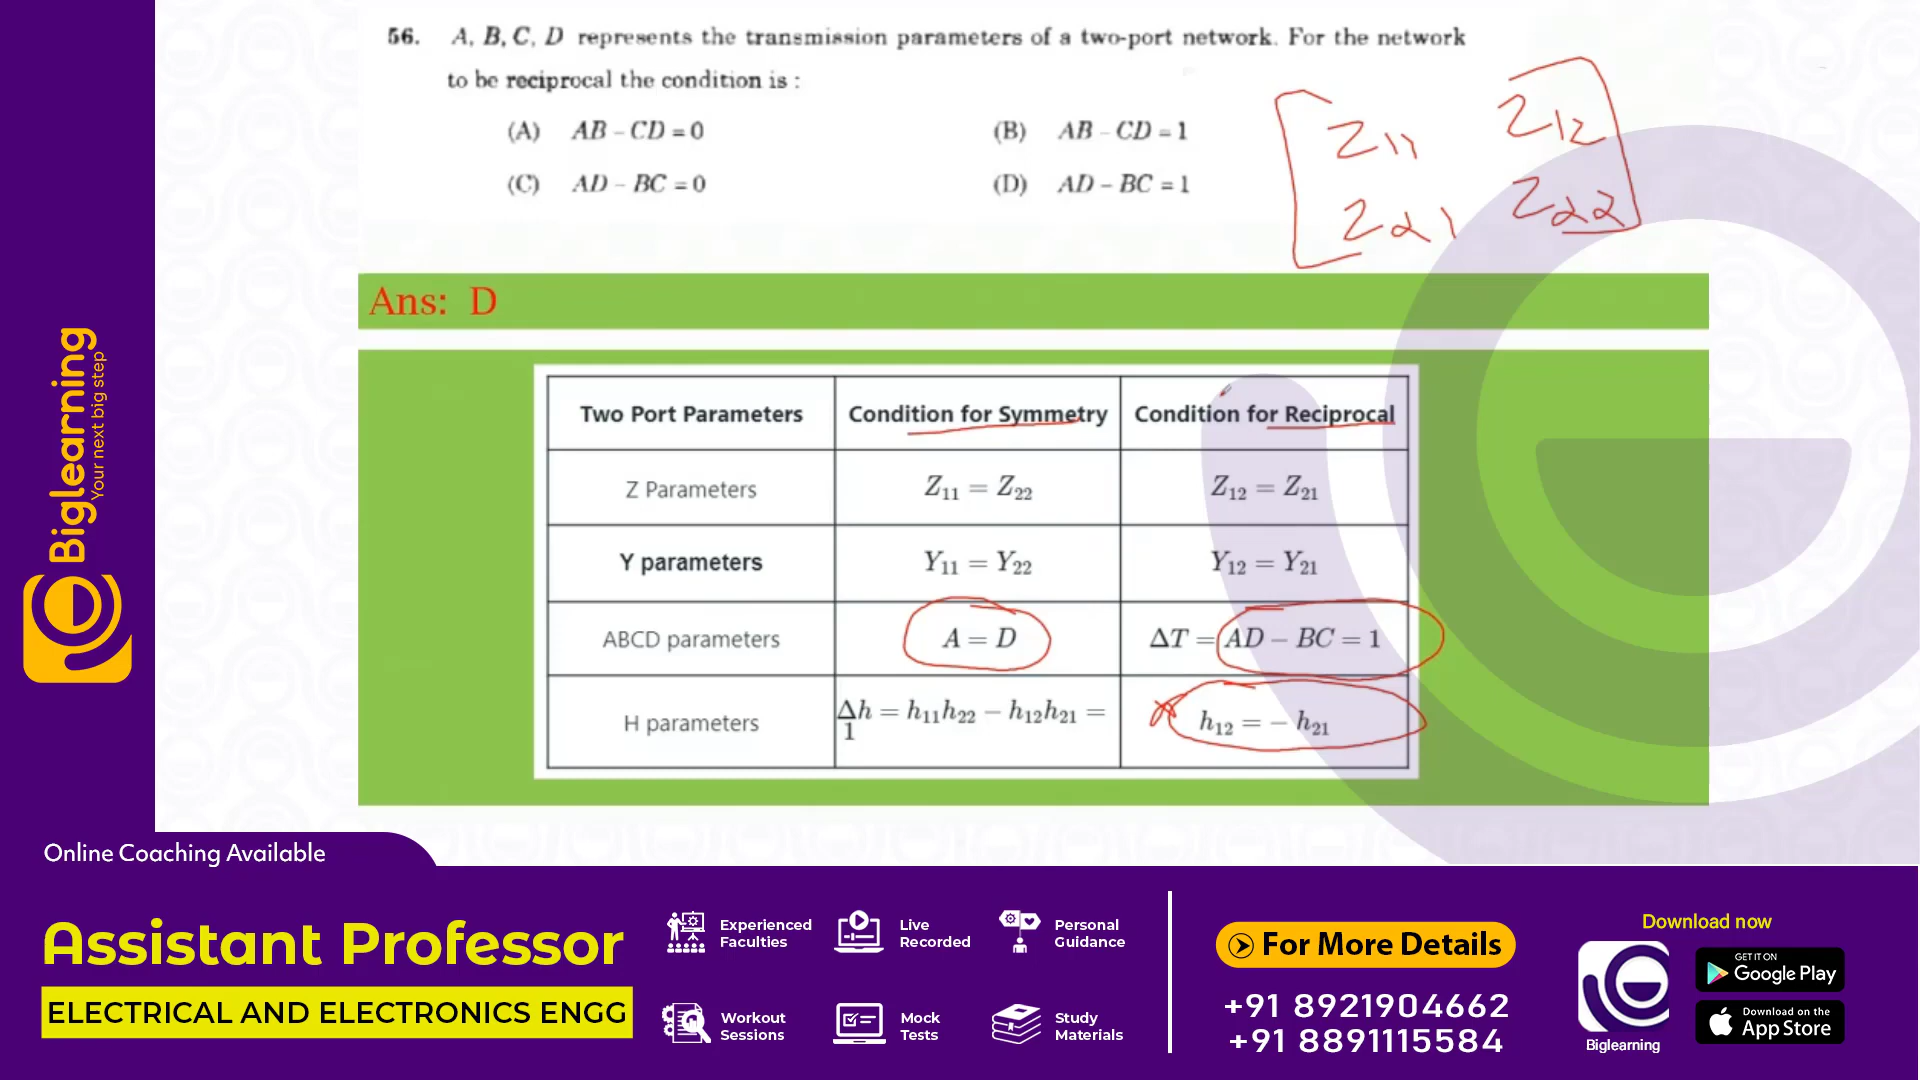 56. A, B, C, D represents the transmission parameters of a two-port network. For the network
to be reciprocal the condition is :
(A) AB – CD = 0
(B) AB – CD = 1
(C) AD – BC = 0
(D) AD – BC = 1
Z11 Z12
Z21 Z22
Ans: D
Two Port Parameters Condition for Symmetry Condition for Reciprocal
Z Parameters Z11 = Z22 Z12 = Z21
Y parameters Y11 = Y22 Y12 = Y21
ABCD parameters A = D ΔT = AD − BC = 1
H parameters Δh = h11h22 − h12h21 = h12 = − h21
1
Biglearning
Your next big step
Online Coaching Available
Assistant Professor
ELECTRICAL AND ELECTRONICS ENGG
Experienced
Faculties
Live
Recorded
Personal
Guidance
Workout
Sessions
Mock
Tests
Study
Materials
For More Details
+91 8921904662
+91 8891115584
Download now
Biglearning
GET IT ON
Google Play
Download on the
App Store